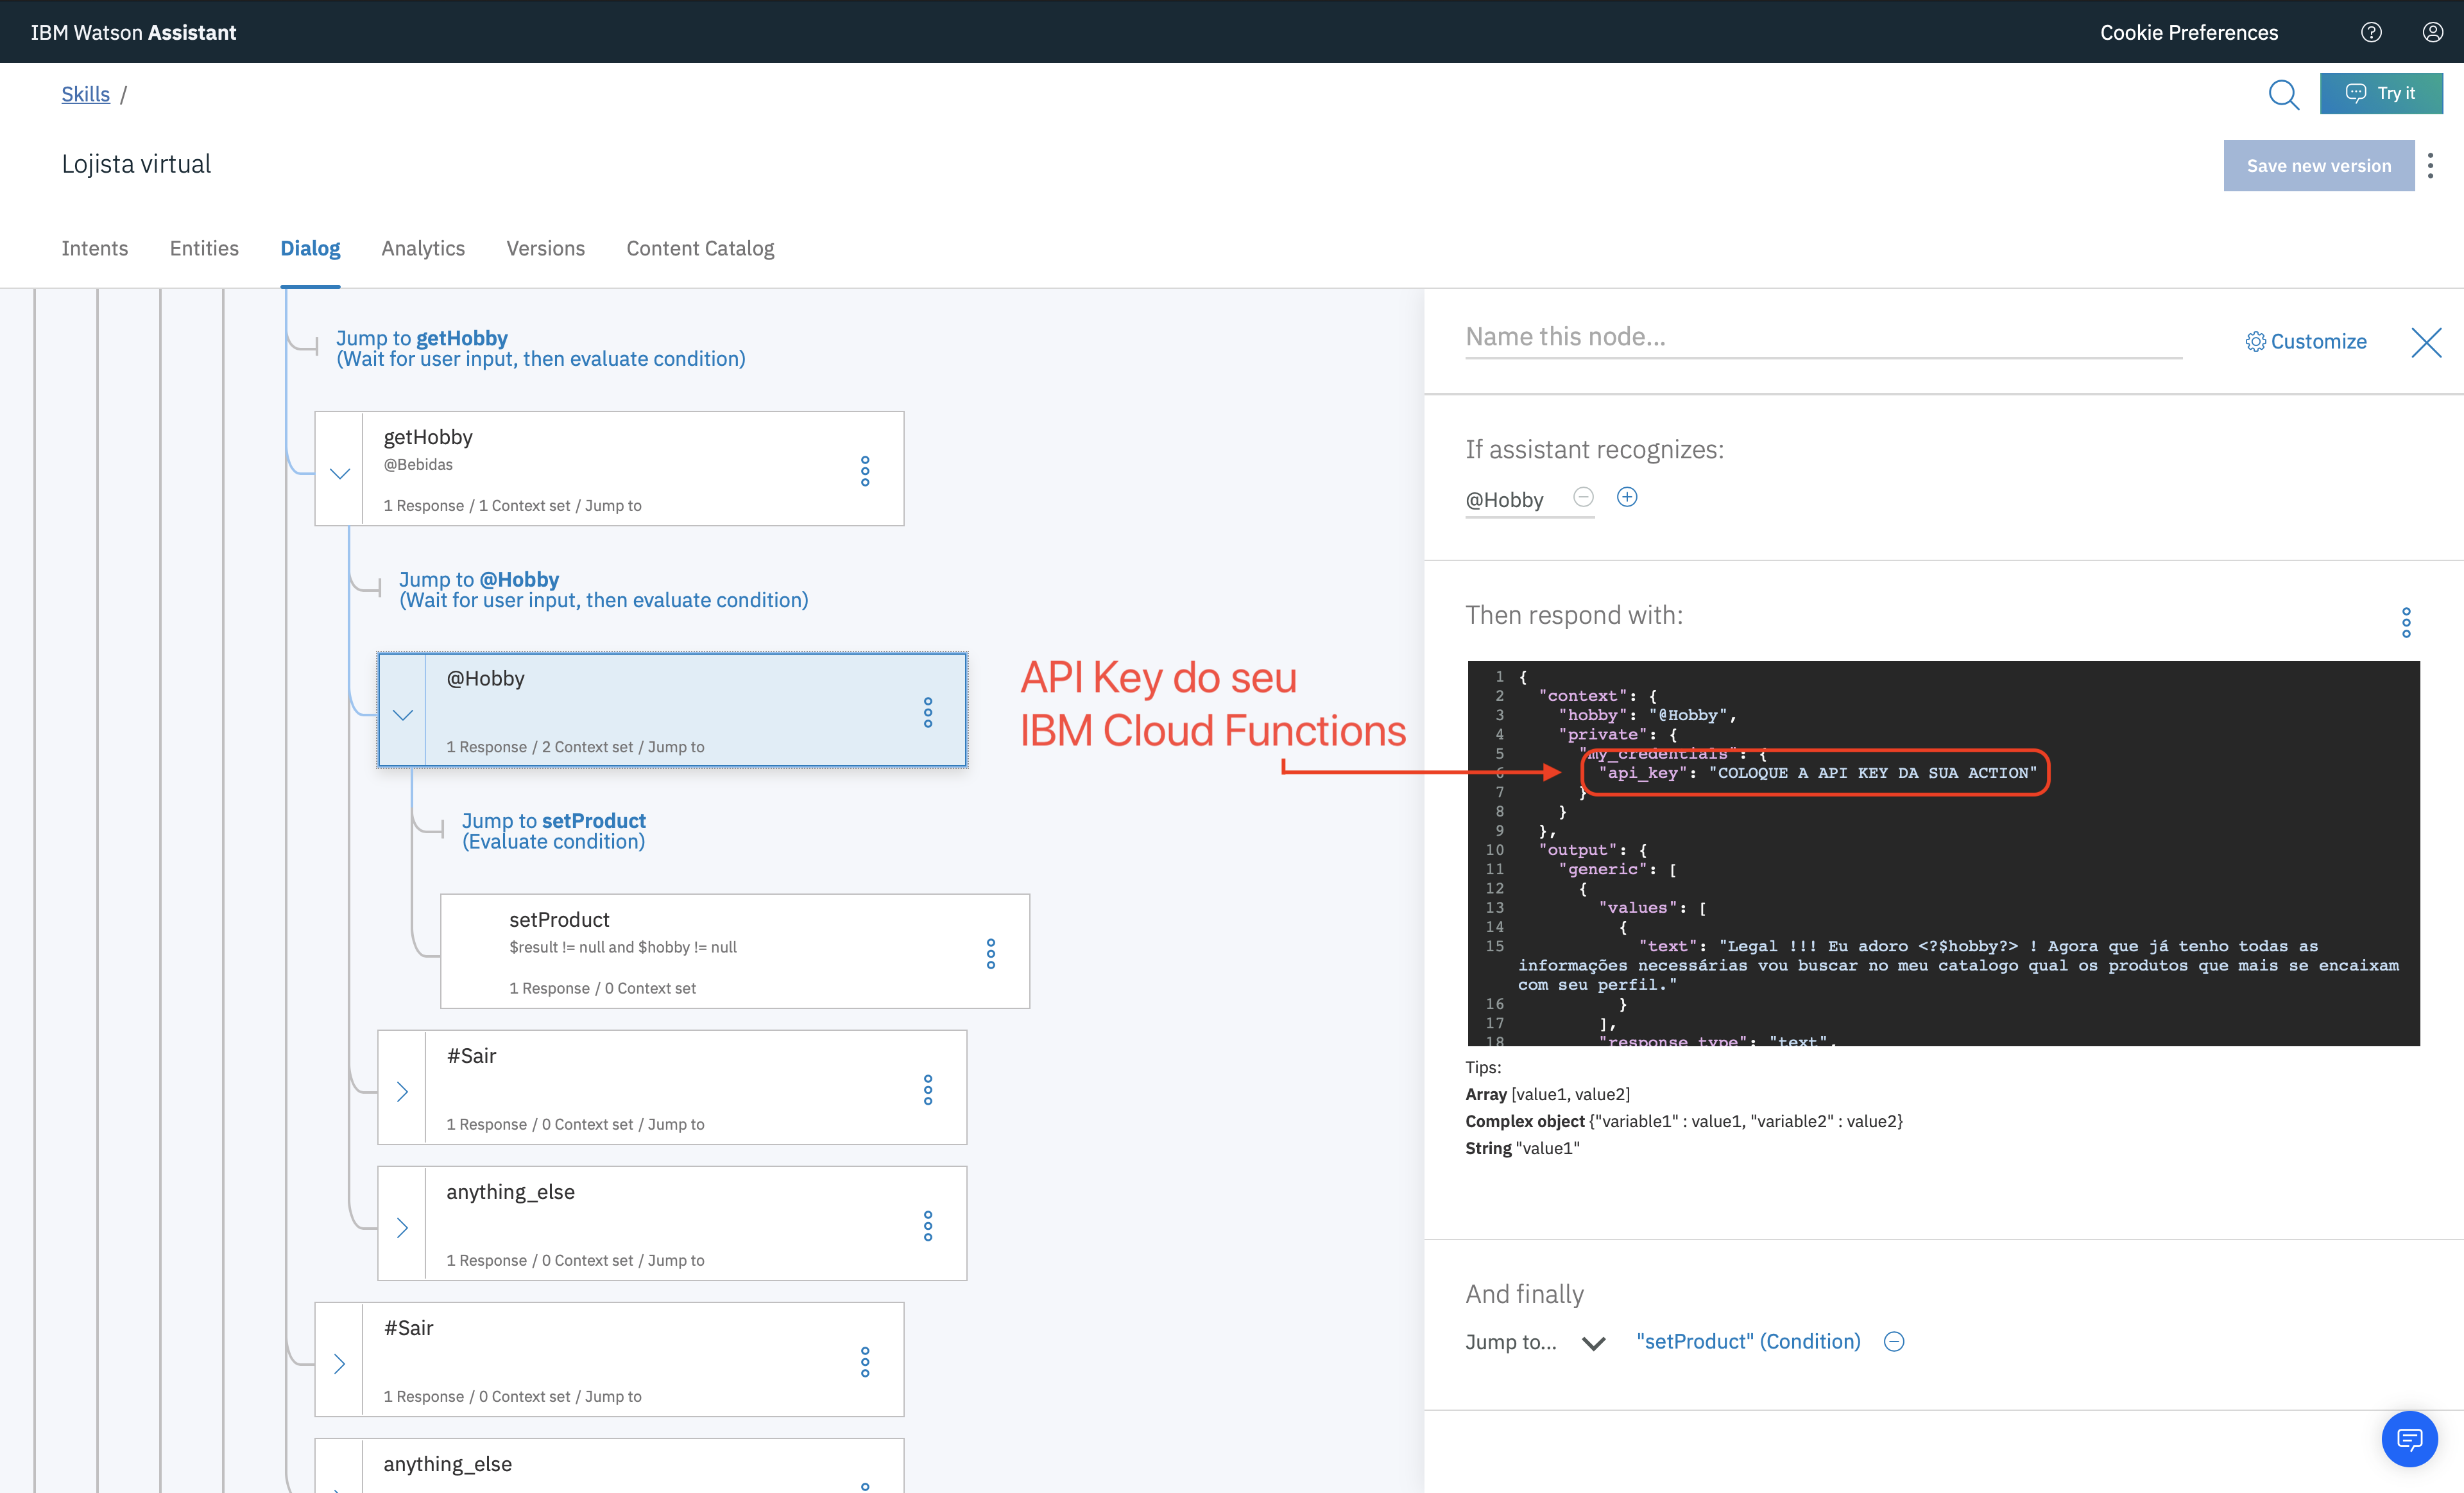 IBM Watson Assistant
Cookie Preferences
Skills /
Try it
Lojista virtual
Save new version
Intents
Entities
Dialog
Analytics
Versions
Content Catalog
Jump to getHobby
(Wait for user input, then evaluate condition)
getHobby
@Bebidas
1 Response / 1 Context set / Jump to
Jump to @Hobby
(Wait for user input, then evaluate condition)
@Hobby
1 Response / 2 Context set / Jump to
Jump to setProduct
(Evaluate condition)
setProduct
$result != null and $hobby != null
1 Response / 0 Context set
#Sair
1 Response / 0 Context set / Jump to
anything_else
1 Response / 0 Context set / Jump to
#Sair
1 Response / 0 Context set / Jump to
anything_else
API Key do seu
IBM Cloud Functions
Name this node...
Customize
If assistant recognizes:
@Hobby
Then respond with:
1 {
2 "context": {
3 "hobby": "@Hobby",
4 "private": {
5 "my_credentials": {
6 "api_key": "COLOQUE A API KEY DA SUA ACTION"
7 }
8 }
9 },
10 "output": {
11 "generic": [
12 {
13 "values": [
14 {
15 "text": "Legal !!! Eu adoro <?$hobby?> ! Agora que já tenho todas as
informações necessárias vou buscar no meu catalogo qual os produtos que mais se encaixam
com seu perfil."
16 }
17 ],
18 "response_type": "text",
Tips:
Array [value1, value2]
Complex object {"variable1" : value1, "variable2" : value2}
String "value1"
And finally
Jump to...
"setProduct" (Condition)